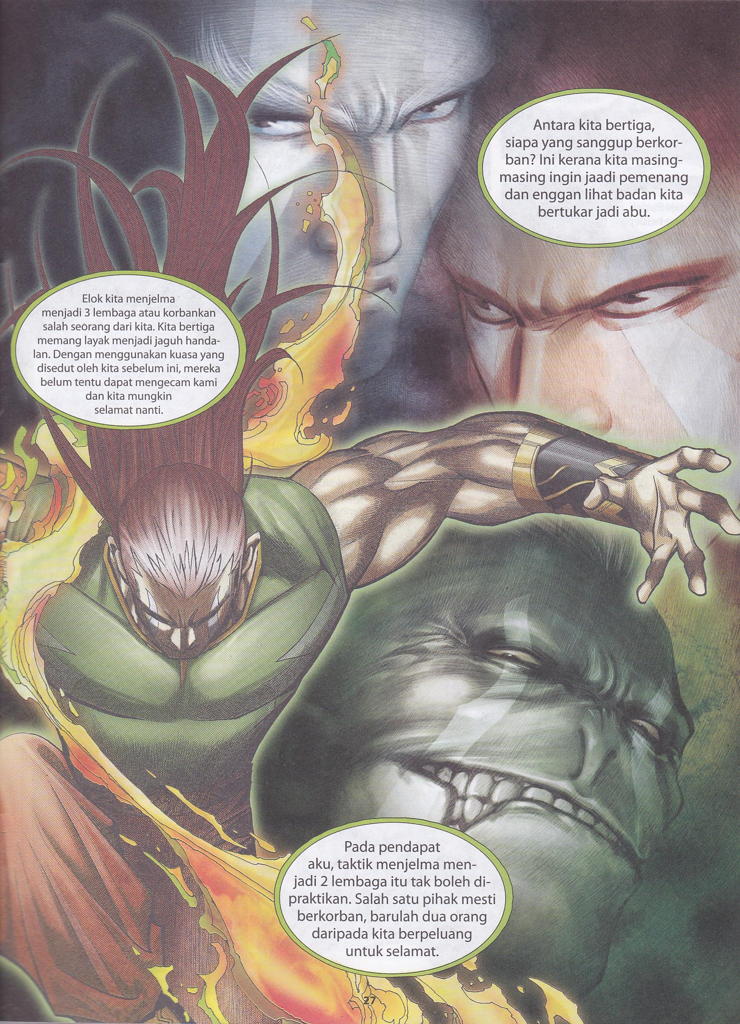 Antara kita bertiga,
siapa yang sanggup berkor-
ban? Ini kerana kita masing-
masing ingin jaadi pemenang
dan enggan lihat badan kita
bertukar jadi abu.
Elok kita menjelma
menjadi 3 lembaga atau korbankan
salah seorang dari kita. Kita bertiga
memang layak menjadi jaguh handa-
lan. Dengan menggunakan kuasa yang
disedut oleh kita sebelum ini, mereka
belum tentu dapat mengecam kami
dan kita mungkin
selamat nanti.
Pada pendapat
aku, taktik menjelma men-
jadi 2 lembaga itu tak boleh di-
praktikan. Salah satu pihak mesti
berkorban, barulah dua orang
daripada kita berpeluang
untuk selamat.
27